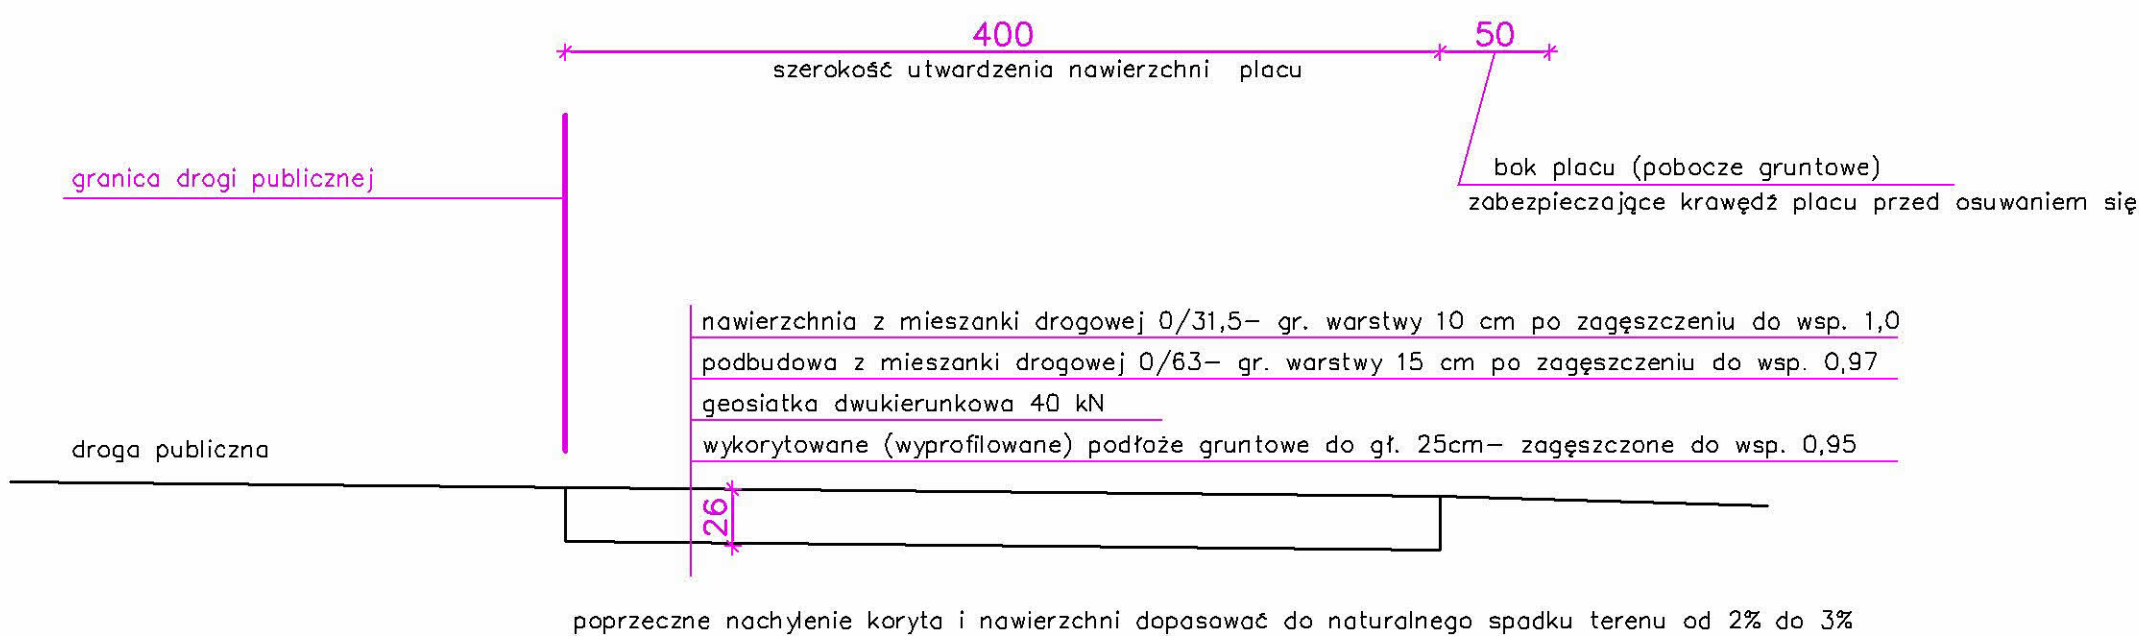 400
50
szerokość utwardzenia nawierzchni placu
granica drogi publicznej
bok placu (pobocze gruntowe)
zabezpieczające krawędź placu przed osuwaniem się
nawierzchnia z mieszanki drogowej 0/31,5– gr. warstwy 10 cm po zagęszczeniu do wsp. 1,0
podbudowa z mieszanki drogowej 0/63– gr. warstwy 15 cm po zagęszczeniu do wsp. 0,97
geosiatka dwukierunkowa 40 kN
wykorytowane (wyprofilowane) podłoże gruntowe do gł. 25cm– zagęszczone do wsp. 0,95
droga publiczna
26
poprzeczne nachylenie koryta i nawierzchni dopasować do naturalnego spadku terenu od 2% do 3%